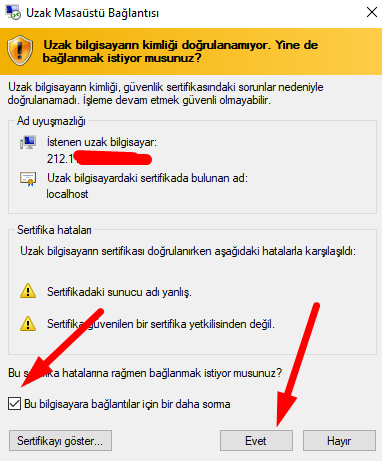 Uzak Masaüstü Bağlantısı
Uzak bilgisayarın kimliği doğrulanamıyor. Yine de
bağlanmak istiyor musunuz?
Uzak bilgisayarın kimliği, güvenlik sertifikasındaki sorunlar nedeniyle
doğrulanamadı. İşleme devam etmek güvenli olmayabilir.
Ad uyuşmazlığı
İstenen uzak bilgisayar:
212.1
Uzak bilgisayardaki sertifikada bulunan ad:
localhost
Sertifika hataları
Uzak bilgisayarın sertifikası doğrulanırken aşağıdaki hatalarla karşılaşıldı:
Sertifikadaki sunucu adı yanlış.
Sertifika güvenilen bir sertifika yetkilisinden değil.
Bu sertifika hatalarına rağmen bağlanmak istiyor musunuz?
Bu bilgisayara bağlantılar için bir daha sorma
Sertifikayı göster...
Evet
Hayır